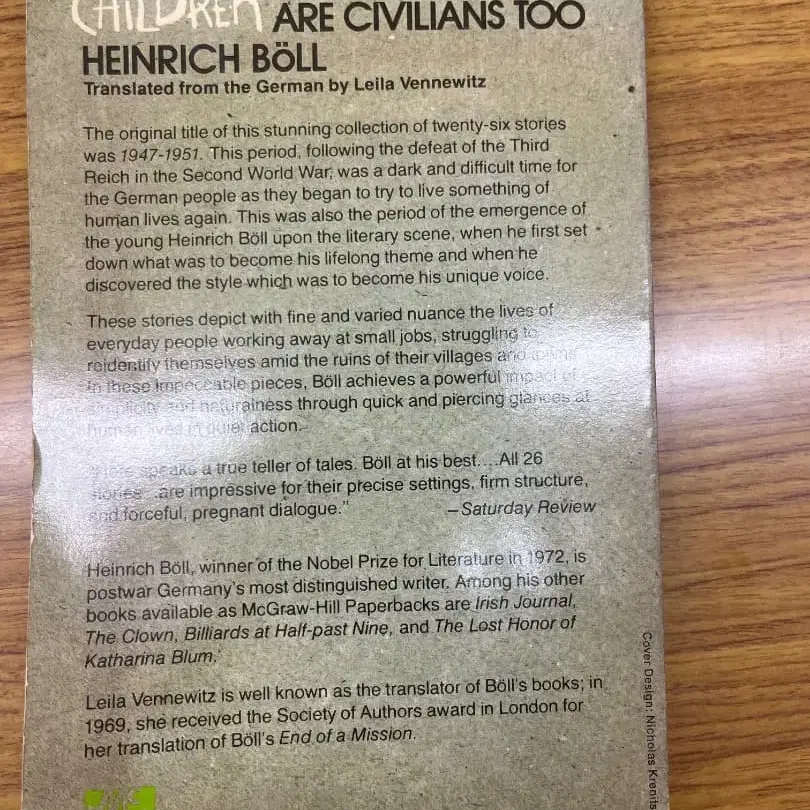 CHILDREN ARE CIVILIANS TOO
HEINRICH BöLL
Translated from the German by Leila Vennewitz
The original title of this stunning collection of twenty-six stories
was 1947-1951. This period, following the defeat of the Third
Reich in the Second World War, was a dark and difficult time for
the German people as they began to try to live something of
human lives again. This was also the period of the emergence of
the young Heinrich Böll upon the literary scene, when he first set
down what was to become his lifelong theme and when he
discovered the style which was to become his unique voice.
These stories depict with fine and varied nuance the lives of
everyday people working away at small jobs, struggling to
reidentify themselves amid the ruins of their villages and towns.
In these impeccable pieces, Böll achieves a powerful impact of
simplicity and naturalness through quick and piercing glances at
human lives in quiet action.
speaks a true teller of tales. Böll at his best....All 26
stories...are impressive for their precise settings, firm structure,
and forceful, pregnant dialogue."
—Saturday Review
Heinrich Böll, winner of the Nobel Prize for Literature in 1972, is
postwar Germany's most distinguished writer. Among his other
books available as McGraw-Hill Paperbacks are Irish Journal,
The Clown, Billiards at Half-past Nine, and The Lost Honor of
Katharina Blum.
Leila Vennewitz is well known as the translator of Böll's books; in
1969, she received the Society of Authors award in London for
her translation of Böll's End of a Mission.
Cover Design: Nicholas